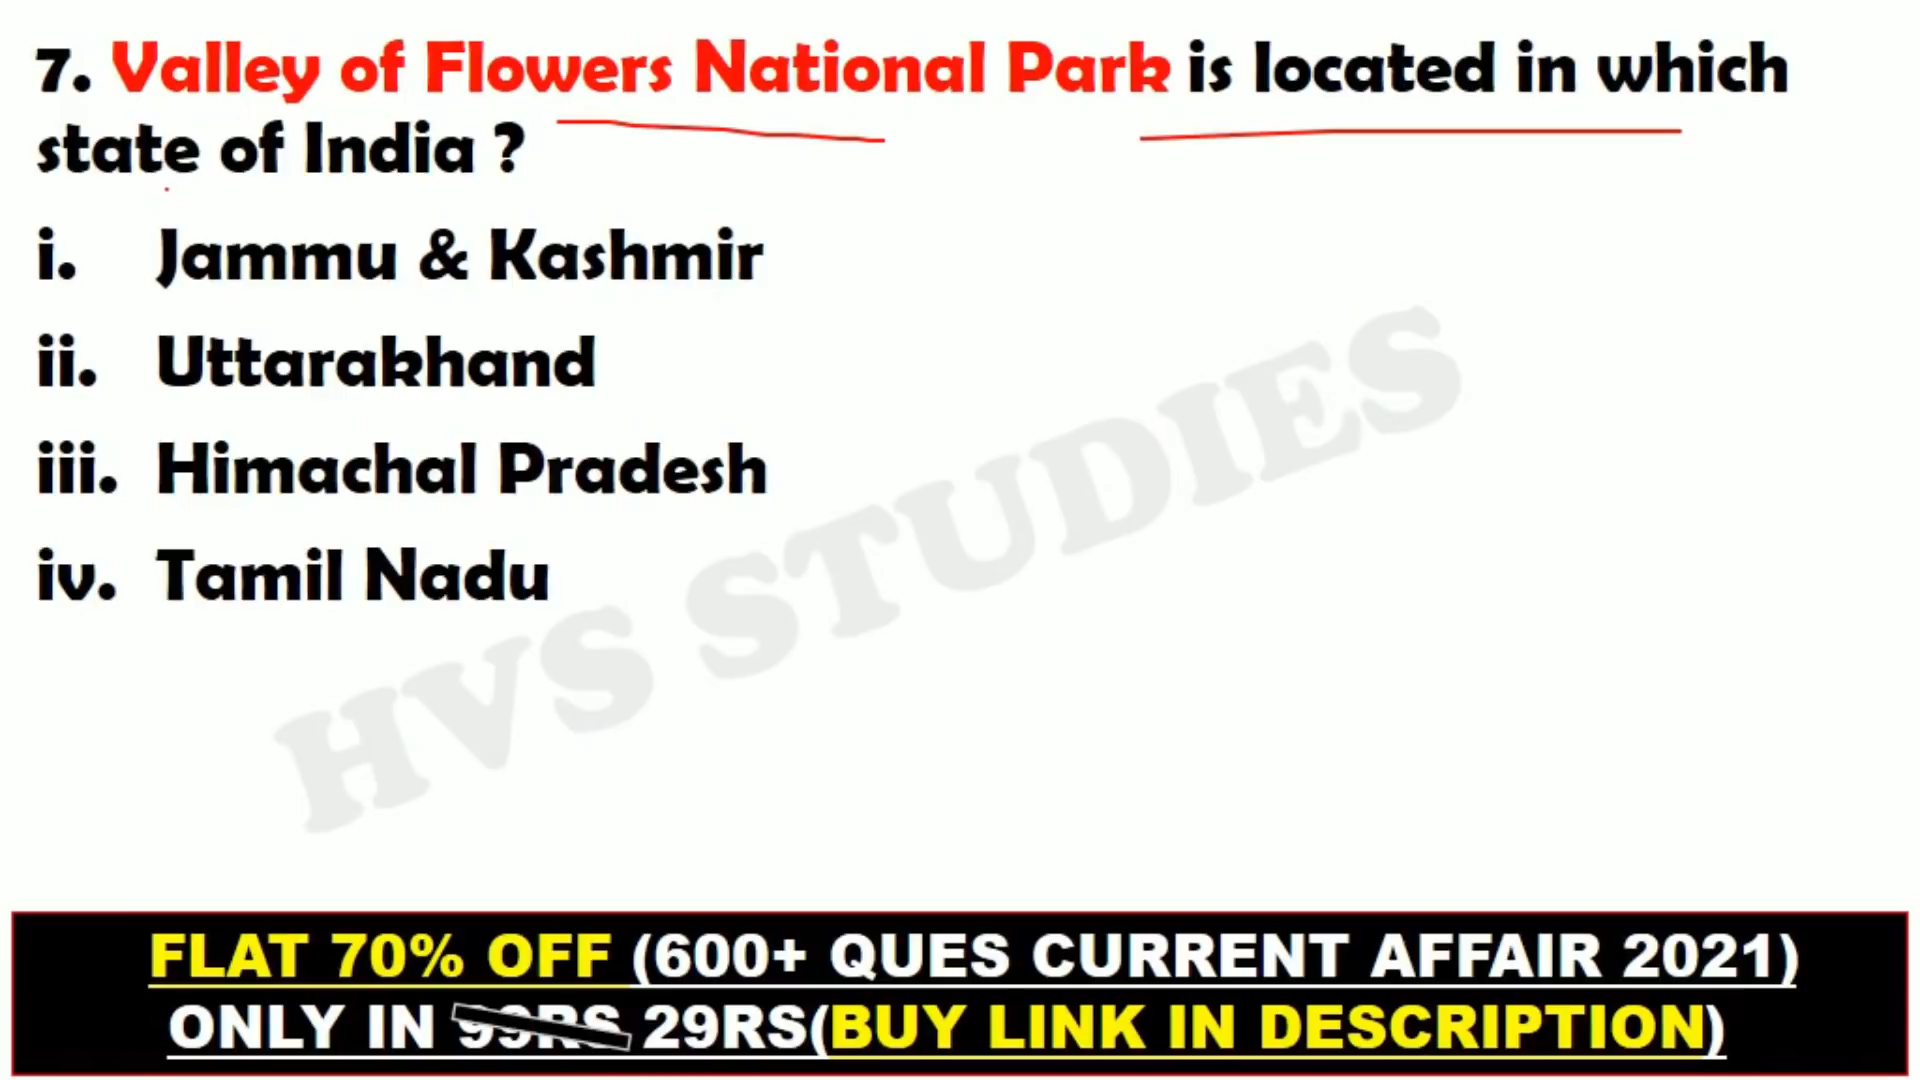 7. Valley of Flowers National Park is located in which
state of India ?
i. Jammu & Kashmir
ii. Uttarakhand
iii. Himachal Pradesh
iv. Tamil Nadu
HVS STUDIES
FLAT 70% OFF (600+ QUES CURRENT AFFAIR 2021)
ONLY IN 99RS 29RS(BUY LINK IN DESCRIPTION)